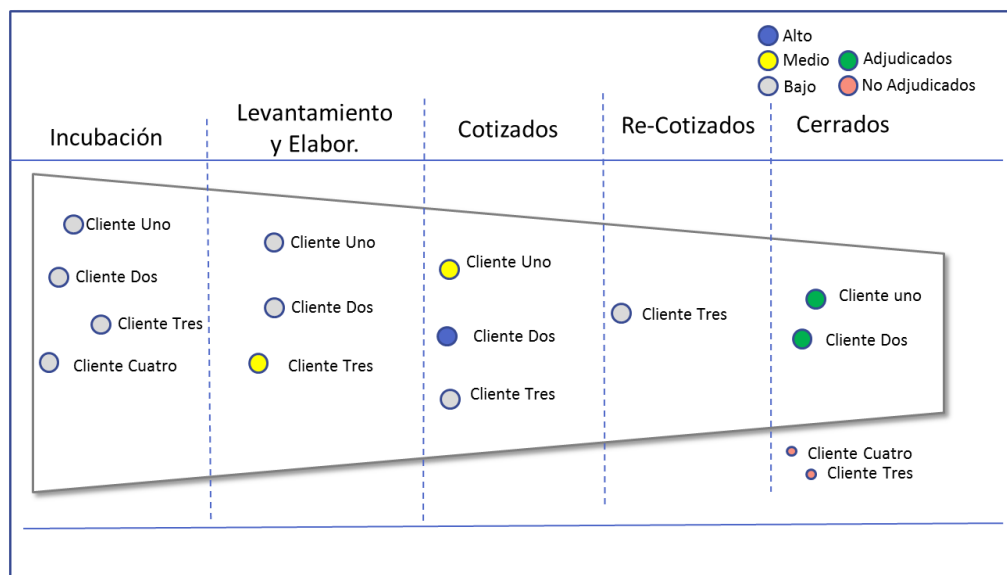 Alto
Medio
Adjudicados
Bajo
No Adjudicados
Incubación
Levantamiento
y Elabor.
Cotizados
Re-Cotizados
Cerrados
Cliente Uno
Cliente Dos
Cliente Tres
Cliente Cuatro
Cliente Uno
Cliente Dos
Cliente Tres
Cliente Uno
Cliente Dos
Cliente Tres
Cliente Tres
Cliente uno
Cliente Dos
Cliente Cuatro
Cliente Tres